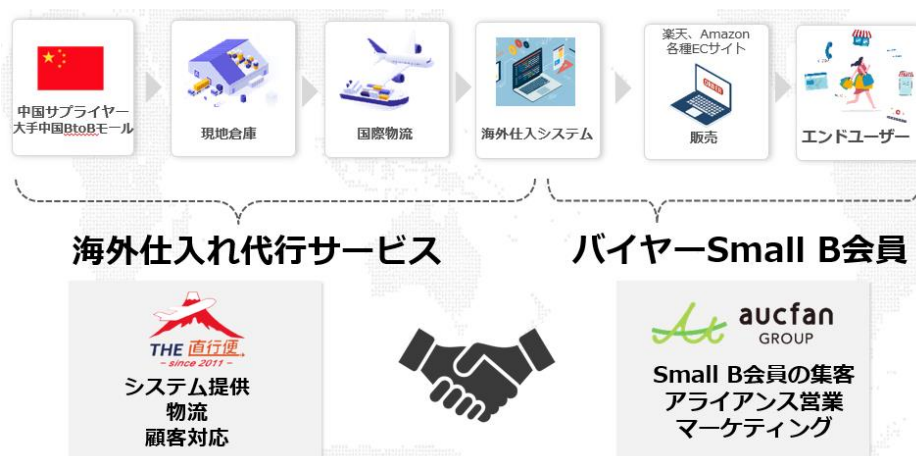 中国サプライヤー
大手中国BtoBモール
現地倉庫
国際物流
海外仕入システム
楽天、Amazon
各種ECサイト
販売
エンドユーザー
海外仕入れ代行サービス
バイヤーSmall B会員
THE 直行便
- since 2011 -
システム提供
物流
顧客対応
aucfan
GROUP
Small B会員の集客
アライアンス営業
マーケティング